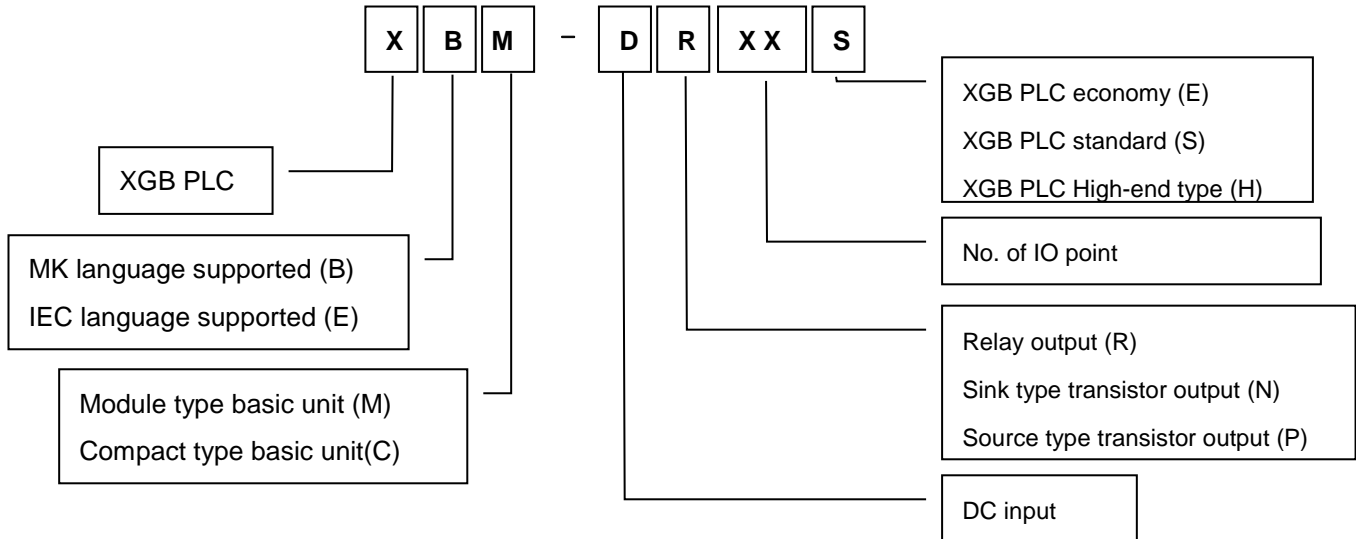 X B M - D R X X S
XGB PLC
MK language supported (B)
IEC language supported (E)
Module type basic unit (M)
Compact type basic unit(C)
XGB PLC economy (E)
XGB PLC standard (S)
XGB PLC High-end type (H)
No. of IO point
Relay output (R)
Sink type transistor output (N)
Source type transistor output (P)
DC input